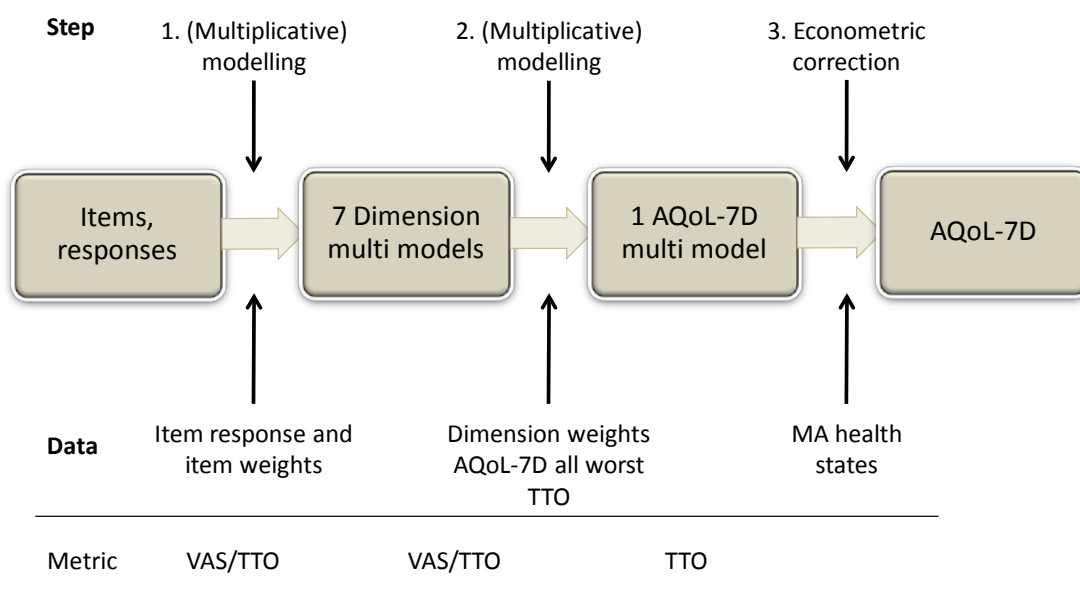 Step
1. (Multiplicative)
modelling
2. (Multiplicative)
modelling
3. Econometric
correction
Items,
responses
7 Dimension
multi models
1 AQoL-7D
multi model
AQoL-7D
Data
Item response and
item weights
Dimension weights
AQoL-7D all worst
TTO
MA health
states
Metric
VAS/TTO
VAS/TTO
TTO